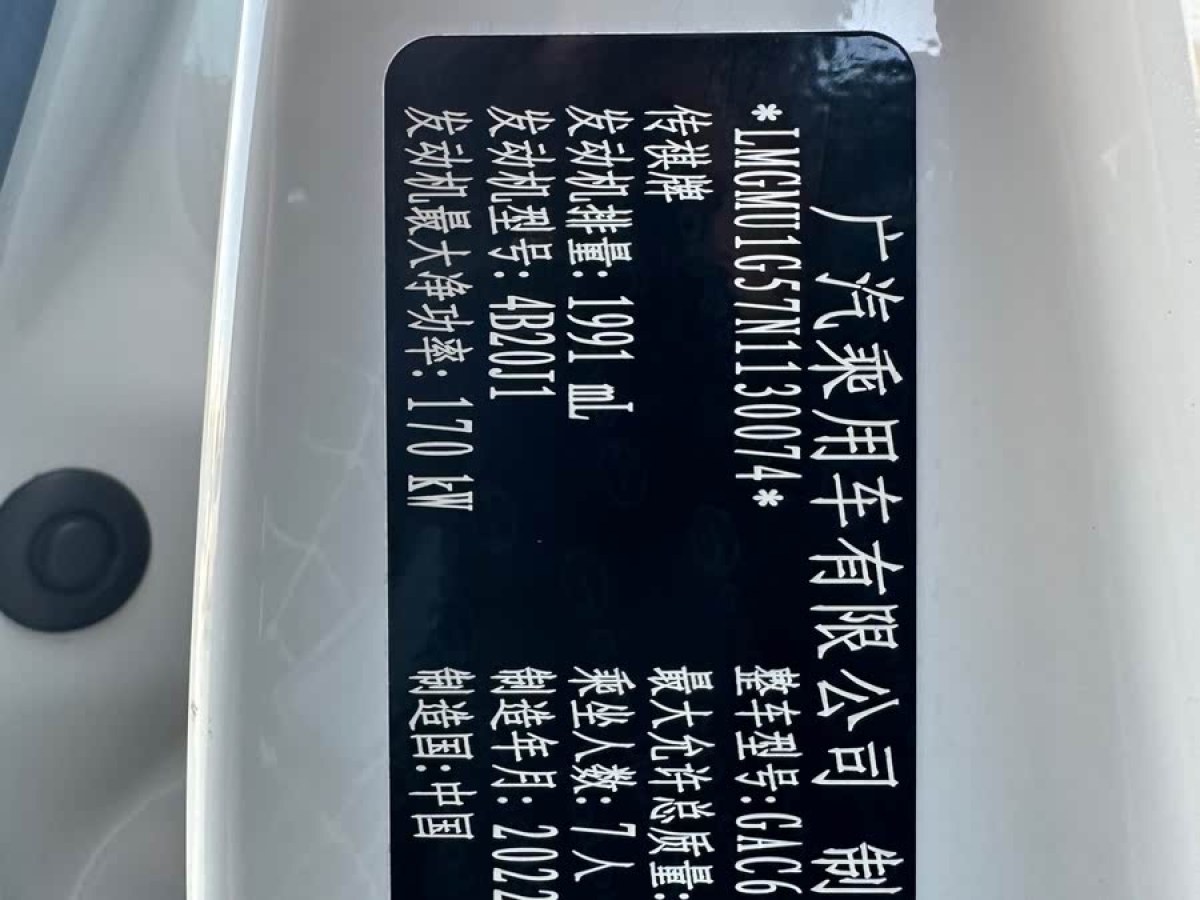 广汽乘用车有限公司 制
*LMGMU1G57N1130074* 整车型号:GAC6
传祺牌 最大允许总质量:
发动机排量: 1991 mL 乘坐人数: 7人
发动机型号: 4B20J1 制造年月: 2022
发动机最大净功率: 170 kW 制造国:中国